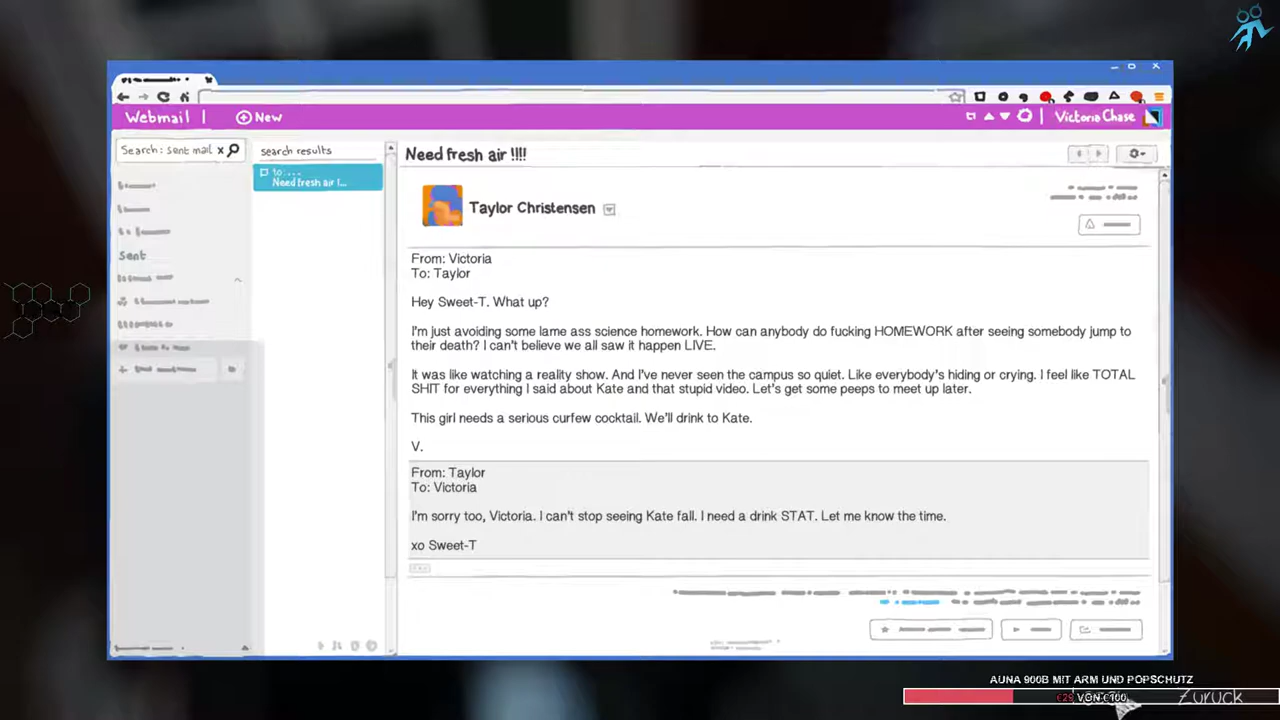 Webmail | + New
Victoria Chase
Search: sent mail x
search results
Need fresh air !!!!
to: ...
Need fresh air !...
Taylor Christensen
Sent
From: Victoria
To: Taylor
Hey Sweet-T. What up?
I'm just avoiding some lame ass science homework. How can anybody do fucking HOMEWORK after seeing somebody jump to
their death? I can't believe we all saw it happen LIVE.
It was like watching a reality show. And I've never seen the campus so quiet. Like everybody's hiding or crying. I feel like TOTAL
SHIT for everything I said about Kate and that stupid video. Let's get some peeps to meet up later.
This girl needs a serious curfew cocktail. We'll drink to Kate.
V.
From: Taylor
To: Victoria
I'm sorry too, Victoria. I can't stop seeing Kate fall. I need a drink STAT. Let me know the time.
xo Sweet-T
AUNA 900B MIT ARM UND POPSCHUTZ
€29 VON €100
Zurück